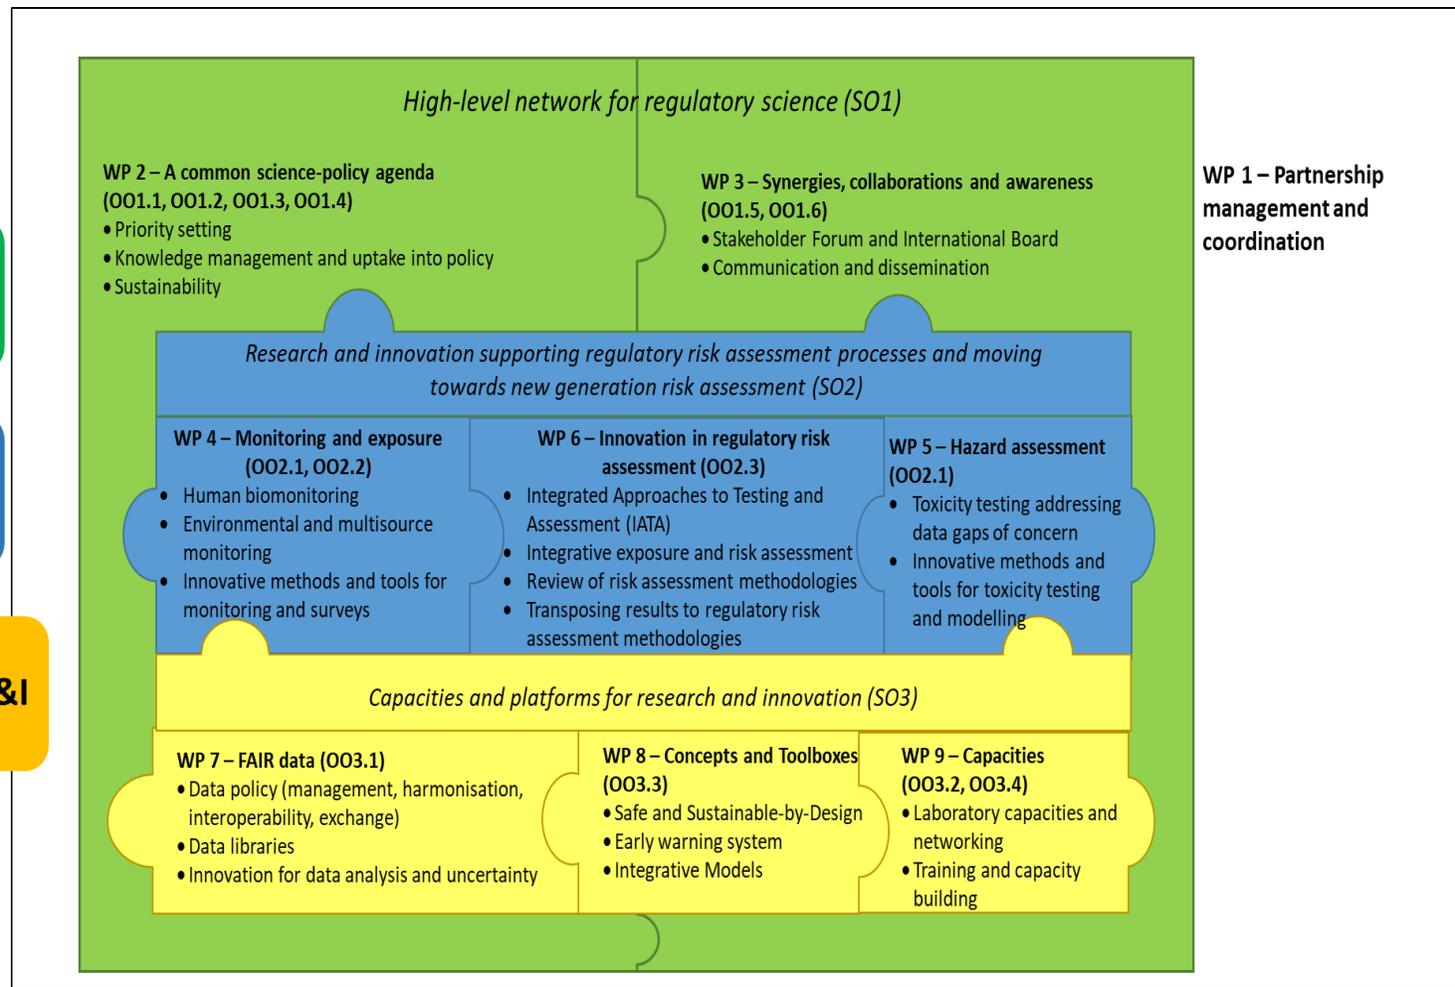 High-level network for regulatory science (SO1)
WP 2 – A common science-policy agenda
(OO1.1, OO1.2, OO1.3, OO1.4)
• Priority setting
• Knowledge management and uptake into policy
• Sustainability
WP 3 – Synergies, collaborations and awareness
(OO1.5, OO1.6)
• Stakeholder Forum and International Board
• Communication and dissemination
WP 1 – Partnership
management and
coordination
Research and innovation supporting regulatory risk assessment processes and moving
towards new generation risk assessment (SO2)
WP 4 – Monitoring and exposure
(OO2.1, OO2.2)
• Human biomonitoring
• Environmental and multisource
monitoring
• Innovative methods and tools for
monitoring and surveys
WP 6 – Innovation in regulatory risk
assessment (OO2.3)
• Integrated Approaches to Testing and
Assessment (IATA)
• Integrative exposure and risk assessment
• Review of risk assessment methodologies
• Transposing results to regulatory risk
assessment methodologies
WP 5 – Hazard assessment
(OO2.1)
• Toxicity testing addressing
data gaps of concern
• Innovative methods and
tools for toxicity testing
and modelling
&I
Capacities and platforms for research and innovation (SO3)
WP 7 – FAIR data (OO3.1)
• Data policy (management, harmonisation,
interoperability, exchange)
• Data libraries
• Innovation for data analysis and uncertainty
WP 8 – Concepts and Toolboxes
(OO3.3)
• Safe and Sustainable-by-Design
• Early warning system
• Integrative Models
WP 9 – Capacities
(OO3.2, OO3.4)
• Laboratory capacities and
networking
• Training and capacity
building